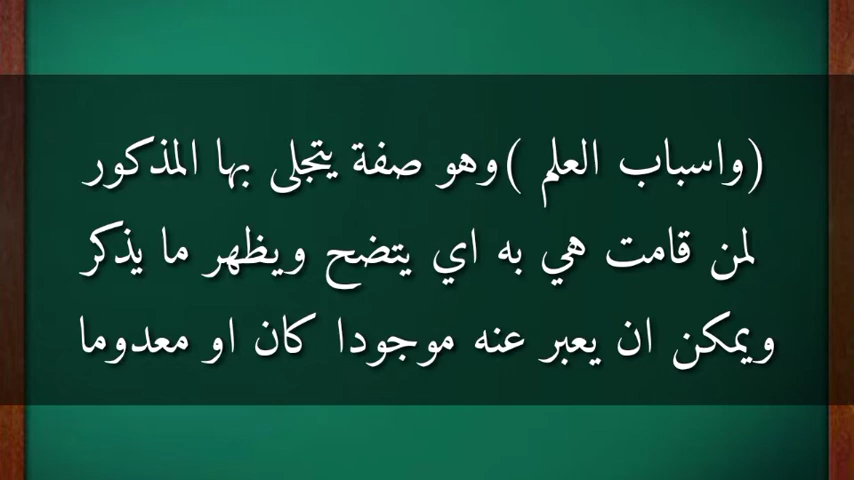 (واسباب العلم )وهو صفة يتجلى بها المذكور
لمن قامت هي به اي يتضح ويظهر ما يذكر
ويمكن ان يعبر عنه موجودا كان او معدوما